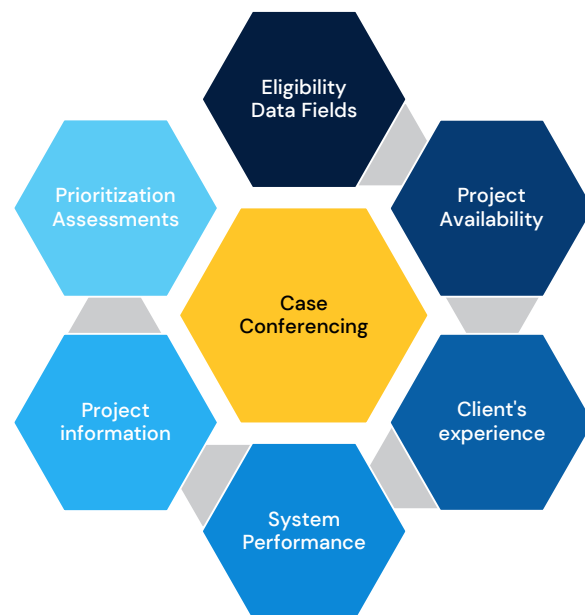 Eligibility
Data Fields
Prioritization
Assessments
Project
Availability
Case
Conferencing
Project
information
Client's
experience
System
Performance